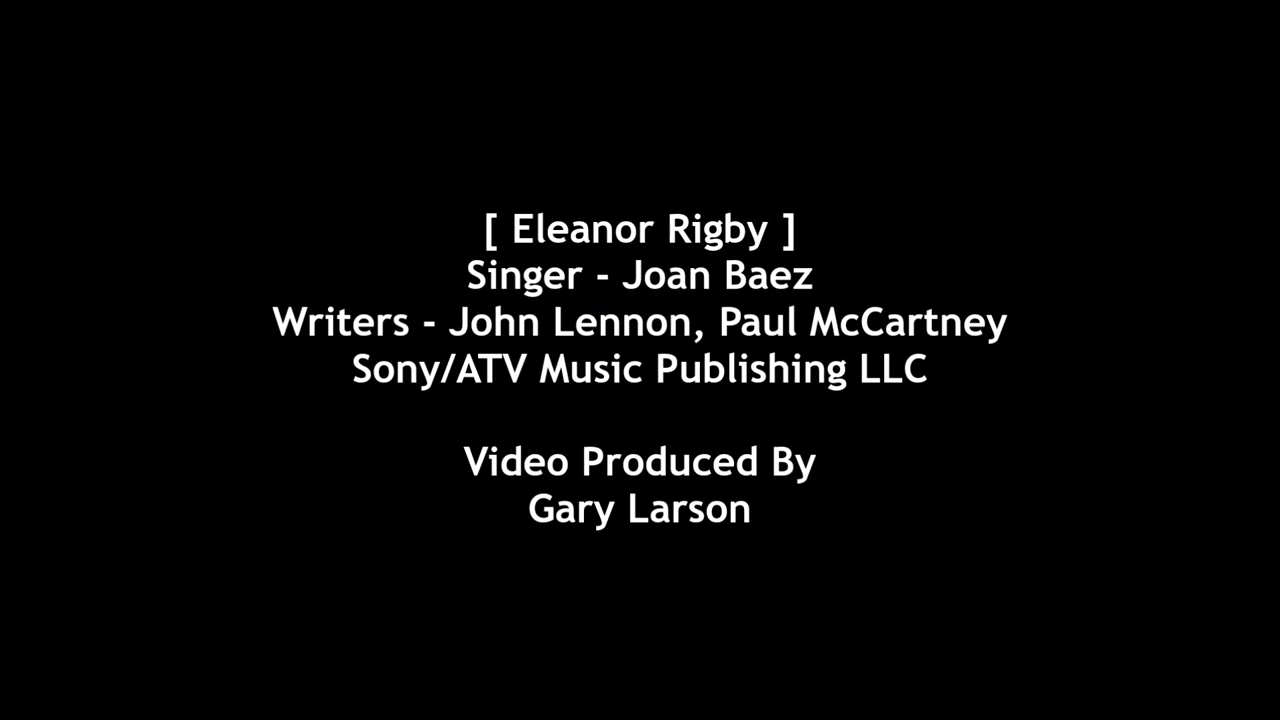 [ Eleanor Rigby ]
Singer - Joan Baez
Writers - John Lennon, Paul McCartney
Sony/ATV Music Publishing LLC
Video Produced By
Gary Larson